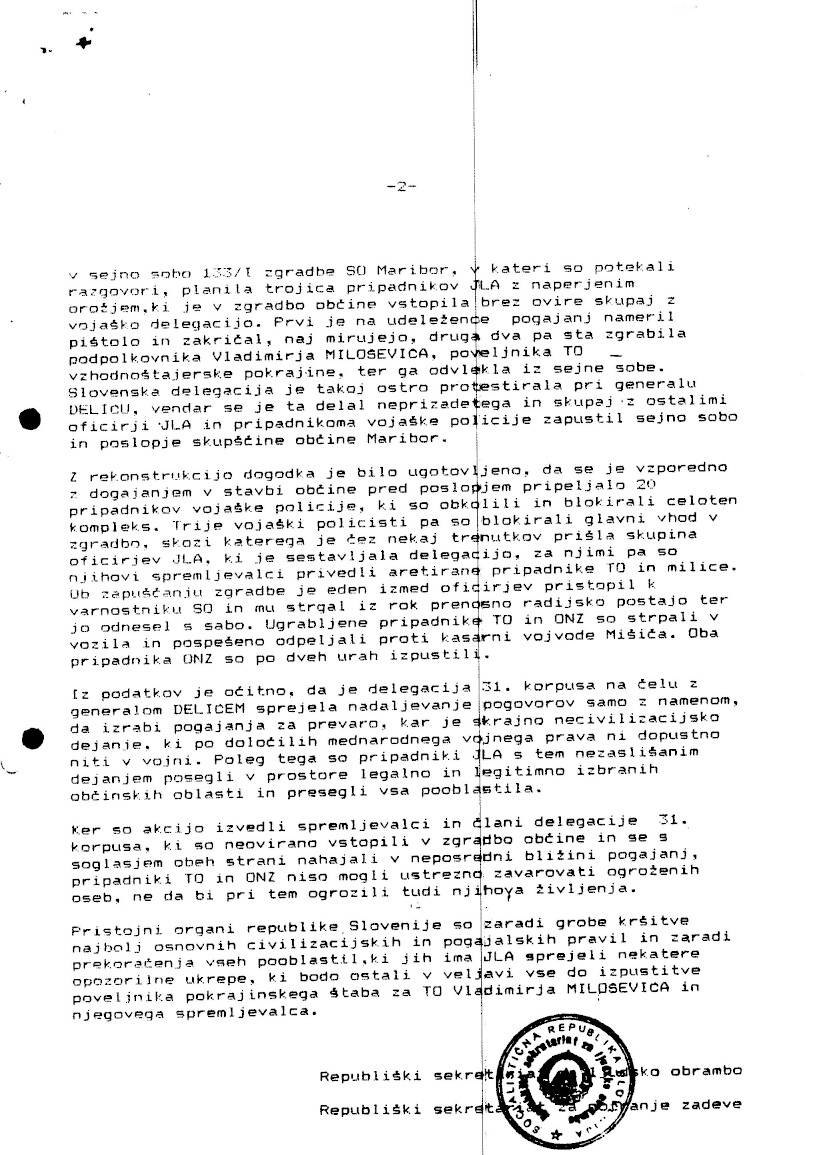 -2-
v sejno sobo 133/I zgradbe SO Maribor, v kateri so potekali
razgovori, planila trojica pripadnikov JLA z naperjenim
orožjem,ki je v zgradbo občine vstopila brez ovire skupaj z
vojaško delegacijo. Prvi je na udeležence pogajanj nameril
pištolo in zakričal, naj mirujejo, druga dva pa sta zgrabila
podpolkovnika Vladimirja MILOSEVICA, poveljnika TO
vzhodnoštajerske pokrajine, ter ga odvlekla iz sejne sobe.
Slovenska delegacija je takoj ostro protestirala pri generalu
DELICU, vendar se je ta delal neprizadetega in skupaj z ostalimi
oficirji JLA in pripadnikoma vojaške policije zapustil sejno sobo
in poslopje skupščine občine Maribor.
Z rekonstrukcijo dogodka je bilo ugotovljeno, da se je vzporedno
z dogajanjem v stavbi občine pred poslopjem pripeljalo 20
pripadnikov vojaške policije, ki so obkolili in blokirali celoten
kompleks. Trije vojaški policisti pa so blokirali glavni vhod v
zgradbo, skozi katerega je čez nekaj trenutkov prišla skupina
oficirjev JLA, ki je sestavljala delegacijo, za njimi pa so
njihovi spremljevalci privedli aretirane pripadnike TO in milice.
Ob zapuščanju zgradbe je eden izmed oficirjev pristopil k
varnostniku SO in mu strgal iz rok prenosno radijsko postajo ter
jo odnesel s sabo. Ugrabljene pripadnike TO in ONZ so strpali v
vozila in pospešeno odpeljali proti kasarni vojvode Mišića. Oba
pripadnika ONZ so po dveh urah izpustili.
Iz podatkov je očitno, da je delegacija 31. korpusa na čelu z
generalom DELICEM sprejela nadaljevanje pogovorov samo z namenom,
da izrabi pogajanja za prevaro, kar je skrajno necivilizacijsko
dejanje, ki po določilih mednarodnega vojnega prava ni dopustno
niti v vojni. Poleg tega so pripadniki JLA s tem nezaslišanim
dejanjem posegli v prostore legalno in legitimno izbranih
občinskih oblasti in presegli vsa pooblastila.
Ker so akcijo izvedli spremljevalci in člani delegacije 31.
korpusa, ki so neovirano vstopili v zgradbo občine in se s
soglasjem obeh strani nahajali v neposredni bližini pogajanj,
pripadniki TO in ONZ niso mogli ustrezno zavarovati ogroženih
oseb, ne da bi pri tem ogrozili tudi njihova življenja.
Pristojni organi republike Slovenije so zaradi grobe kršitve
najbolj osnovnih civilizacijskih in pogajalskih pravil in zaradi
prekoračenja vseh pooblastil,ki jih ima JLA sprejeli nekatere
opozorilne ukrepe, ki bodo ostali v veljavi vse do izpustitve
poveljnika pokrajinskega štaba za TO Vladimirja MILOSEVICA in
njegovega spremljevalca.
Republiški sekretariat za ljudsko obrambo
Republiški sekretariat za notranje zadeve
SOCIALISTIČNA REPUBLIKA SLOVENIJA
Republiški sekretariat za ljudsko obrambo